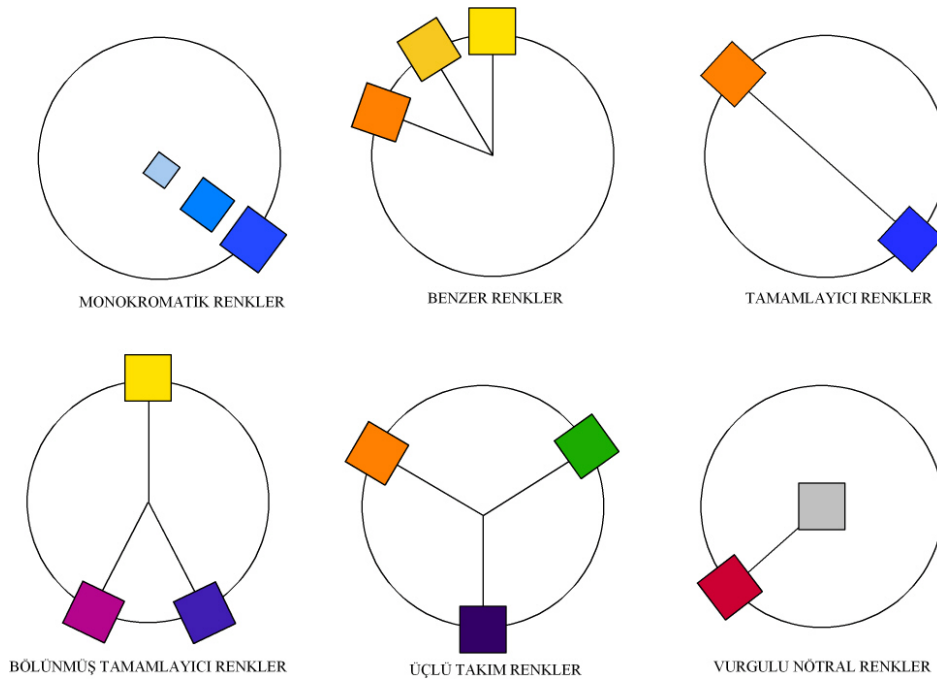 MONOKROMATİK RENKLER
BENZER RENKLER
TAMAMLAYICI RENKLER
BÖLÜNMÜŞ TAMAMLAYICI RENKLER
ÜÇLÜ TAKIM RENKLER
VURGULU NÖTRAL RENKLER